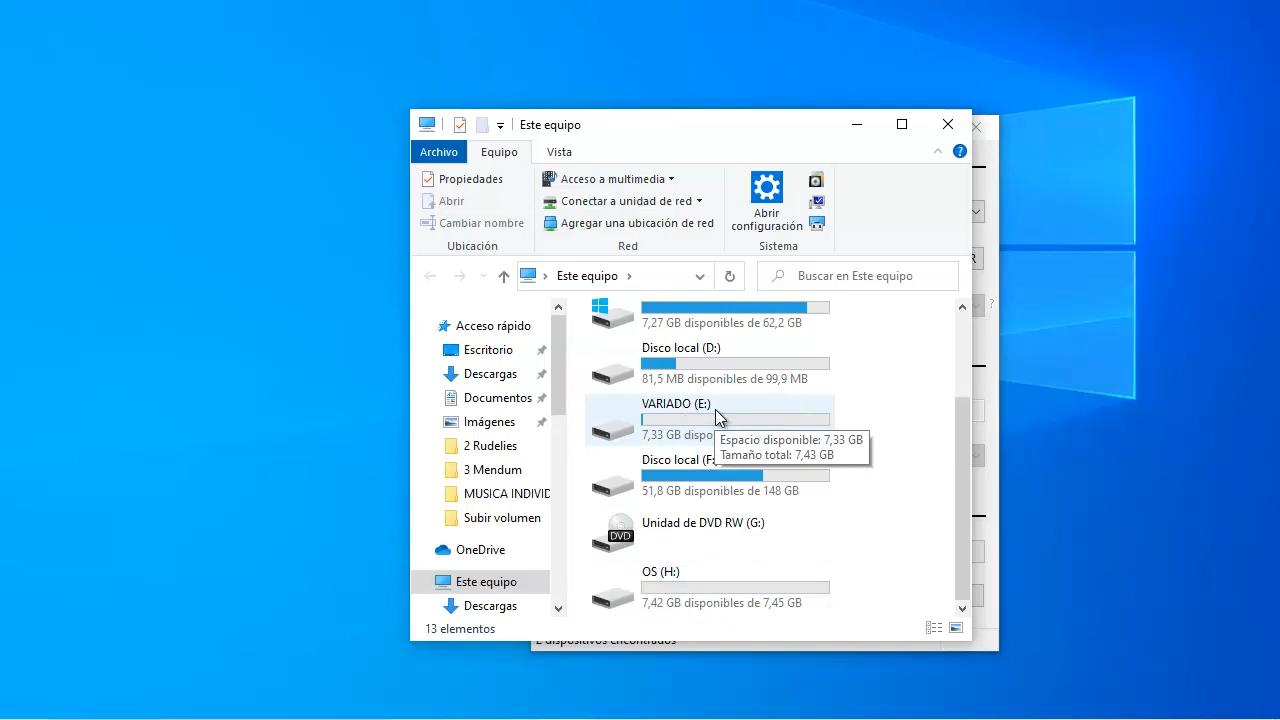 Este equipo
Archivo
Equipo
Vista
Propiedades
Abrir
Cambiar nombre
Ubicación
Acceso a multimedia
Conectar a unidad de red
Agregar una ubicación de red
Red
Abrir
configuración
Sistema
Este equipo
Buscar en Este equipo
R
?
Acceso rápido
Escritorio
Descargas
Documentos
Imágenes
2 Rudelies
3 Mendum
MUSICA INDIVID
Subir volumen
OneDrive
Este equipo
Descargas
7,27 GB disponibles de 62,2 GB
Disco local (D:)
81,5 MB disponibles de 99,9 MB
VARIADO (E:)
7,33 GB dispo
Espacio disponible: 7,33 GB
Tamaño total: 7,43 GB
Disco local (F:
51,8 GB disponibles de 148 GB
DVD
Unidad de DVD RW (G:)
OS (H:)
7,42 GB disponibles de 7,45 GB
13 elementos
2 dispositivos encontrados